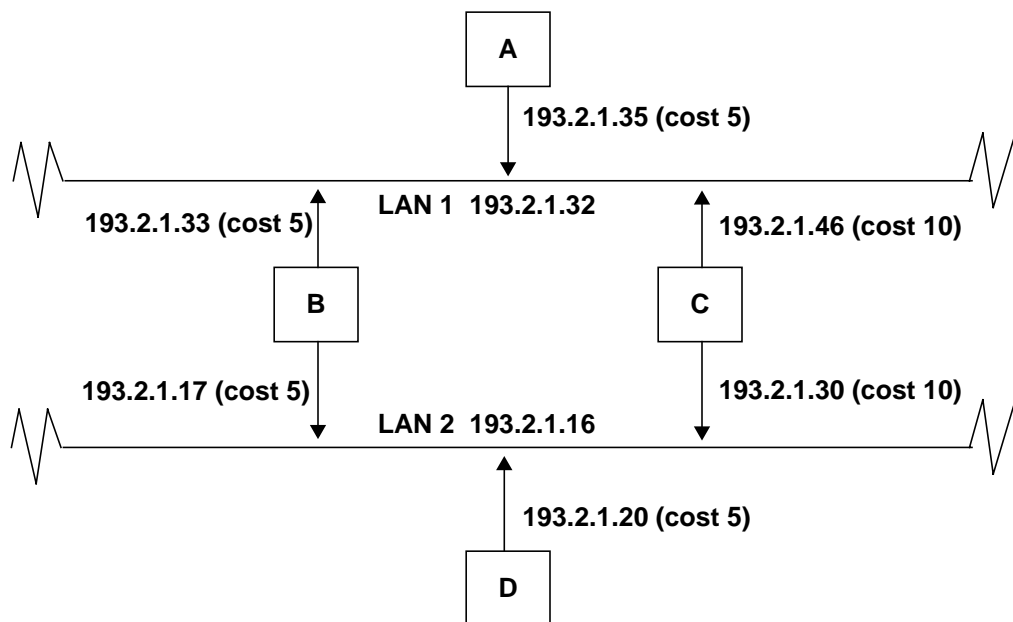 A
193.2.1.35 (cost 5)
LAN 1 193.2.1.32
193.2.1.33 (cost 5)
193.2.1.46 (cost 10)
B
C
193.2.1.17 (cost 5)
193.2.1.30 (cost 10)
LAN 2 193.2.1.16
193.2.1.20 (cost 5)
D